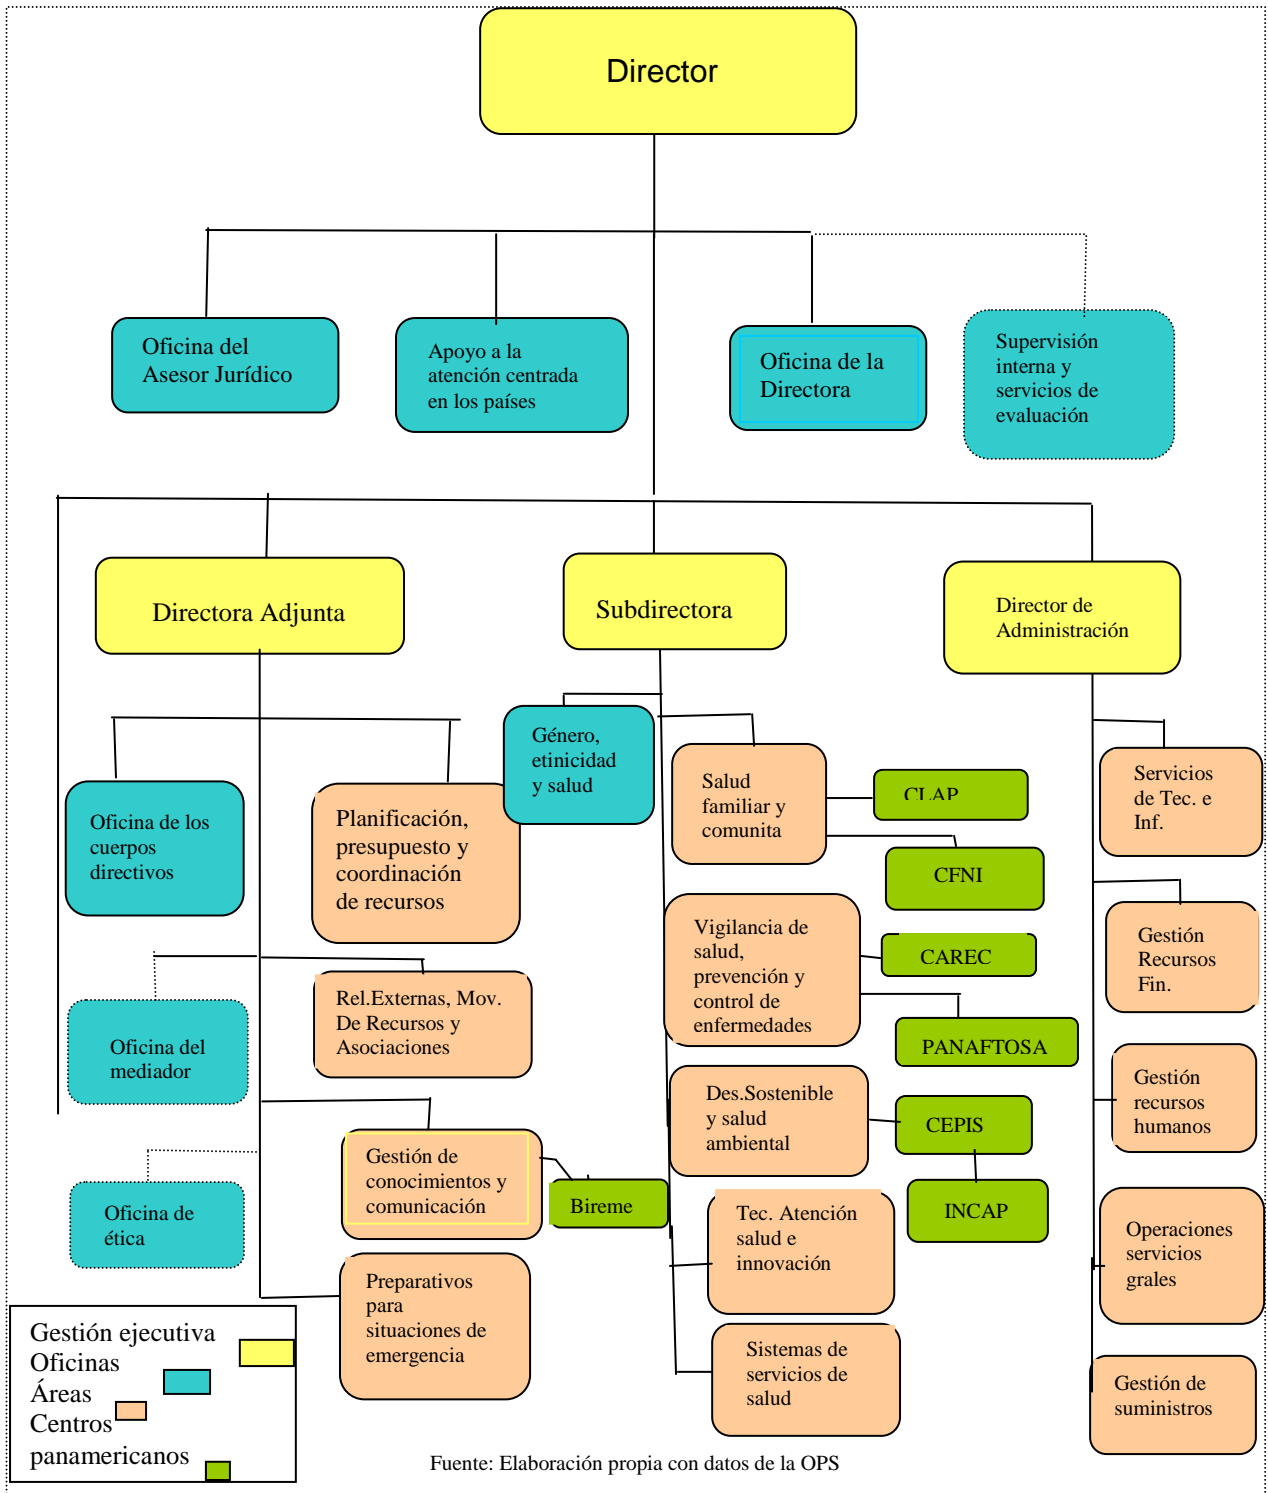 Director
Oficina del
Asesor Jurídico
Apoyo a la
atención centrada
en los países
Oficina de la
Directora
Supervisión
interna y
servicios de
evaluación
Directora Adjunta
Subdirectora
Director de
Administración
Oficina de los
cuerpos
directivos
Planificación,
presupuesto y
coordinación
de recursos
Género,
etinicidad
y salud
Salud
familiar y
comunita
CLAP
CFNI
Servicios
de Tec. e
Inf.
Oficina del
mediador
Rel.Externas, Mov.
De Recursos y
Asociaciones
Vigilancia de
salud,
prevención y
control de
enfermedades
CAREC
PANAFTOSA
Gestión
Recursos
Fin.
Oficina de
ética
Gestión de
conocimientos y
comunicación
Bireme
Des.Sostenible
y salud
ambiental
CEPIS
INCAP
Gestión
recursos
humanos
Preparativos
para
situaciones de
emergencia
Tec. Atención
salud e
innovación
Operaciones
servicios
grales
Sistemas de
servicios de
salud
Gestión de
suministros
Gestión ejecutiva
Oficinas
Áreas
Centros
panamericanos
Fuente: Elaboración propia con datos de la OPS